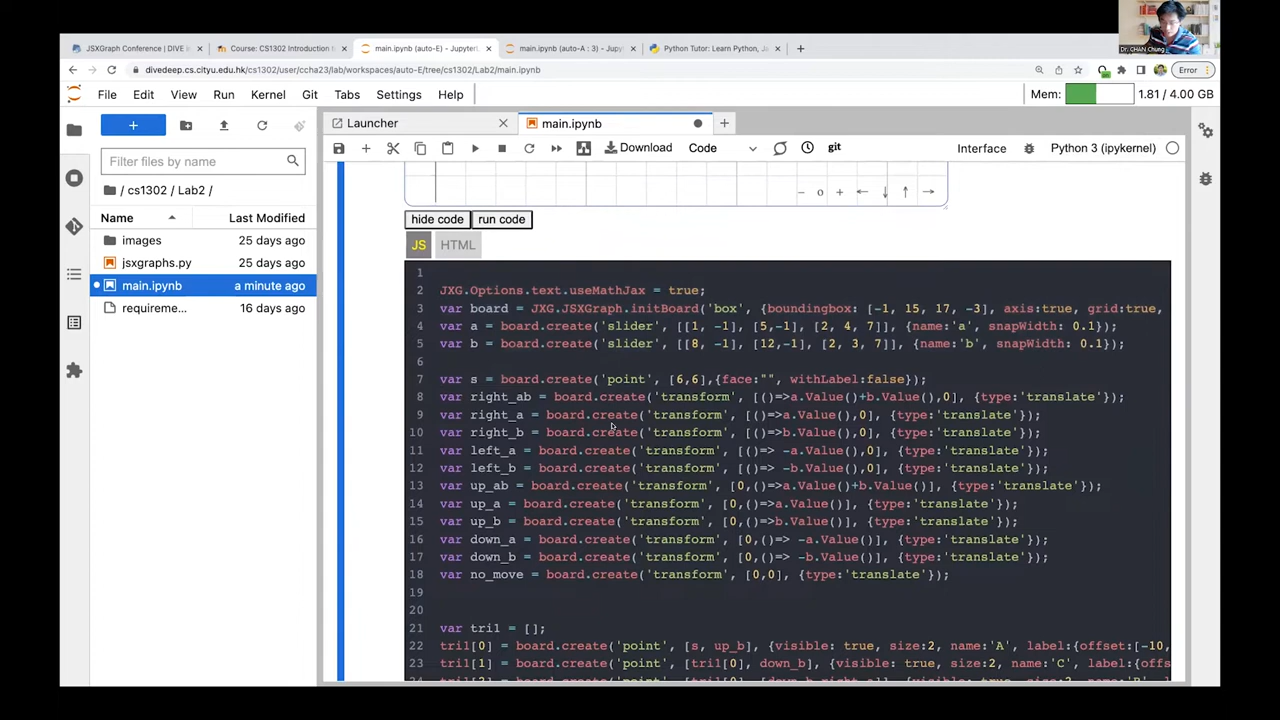 JSXGraph Conference | DIVE
Course: CS1302 Introduction t
main.ipynb (auto-E) - Jupyter
main.ipynb (auto-A : 3) - Jupyt
Python Tutor: Learn Python, J
divedeep.cs.cityu.edu.hk/cs1302/user/ccha23/lab/workspaces/auto-E/tree/cs1302/Lab2/main.ipynb
Error
Dr. CHAN Chung
File Edit View Run Kernel Git Tabs Settings Help
Mem: 1.81 / 4.00 GB
Launcher
main.ipynb
Filter files by name
Download Code git Interface Python 3 (ipykernel)
/ cs1302 / Lab2 /
Name Last Modified
images 25 days ago
jsxgraphs.py 25 days ago
main.ipynb a minute ago
requireme... 16 days ago
− o + ← ↓ ↑ →
hide code run code
JS HTML
1
2 JXG.Options.text.useMathJax = true;
3 var board = JXG.JSXGraph.initBoard('box', {boundingbox: [-1, 15, 17, -3], axis:true, grid:true,
4 var a = board.create('slider', [[1, -1], [5,-1], [2, 4, 7]], {name:'a', snapWidth: 0.1});
5 var b = board.create('slider', [[8, -1], [12,-1], [2, 3, 7]], {name:'b', snapWidth: 0.1});
6
7 var s = board.create('point', [6,6],{face:"", withLabel:false});
8 var right_ab = board.create('transform', [()=>a.Value()+b.Value(),0], {type:'translate'});
9 var right_a = board.create('transform', [()=>a.Value(),0], {type:'translate'});
10 var right_b = board.create('transform', [()=>b.Value(),0], {type:'translate'});
11 var left_a = board.create('transform', [()=> -a.Value(),0], {type:'translate'});
12 var left_b = board.create('transform', [()=> -b.Value(),0], {type:'translate'});
13 var up_ab = board.create('transform', [0,()=>a.Value()+b.Value()], {type:'translate'});
14 var up_a = board.create('transform', [0,()=>a.Value()], {type:'translate'});
15 var up_b = board.create('transform', [0,()=>b.Value()], {type:'translate'});
16 var down_a = board.create('transform', [0,()=> -a.Value()], {type:'translate'});
17 var down_b = board.create('transform', [0,()=> -b.Value()], {type:'translate'});
18 var no_move = board.create('transform', [0,0], {type:'translate'});
19
20
21 var tri1 = [];
22 tri1[0] = board.create('point', [s, up_b], {visible: true, size:2, name:'A', label:{offset:[-10,
23 tri1[1] = board.create('point', [tri1[0], down_b], {visible: true, size:2, name:'C', label:{offs